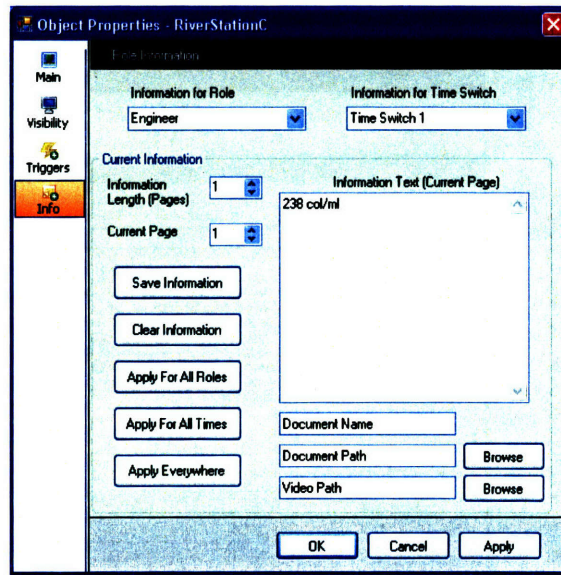 Object Properties - RiverStationC
Role Information
Main
Visibility
Triggers
Info
Information for Role
Information for Time Switch
Engineer
Time Switch 1
Current Information
Information Length (Pages)
1
Current Page
1
Information Text (Current Page)
238 col/ml
Save Information
Clear Information
Apply For All Roles
Apply For All Times
Apply Everywhere
Document Name
Document Path
Browse
Video Path
Browse
OK
Cancel
Apply